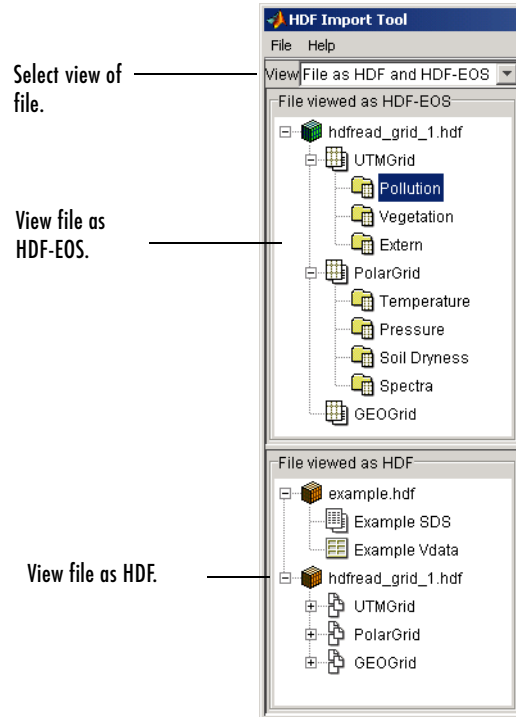 HDF Import Tool
File Help
Select view of
file.
View File as HDF and HDF-EOS
File viewed as HDF-EOS
hdfread_grid_1.hdf
UTMGrid
Pollution
Vegetation
Extern
View file as
HDF-EOS.
PolarGrid
Temperature
Pressure
Soil Dryness
Spectra
GEOGrid
File viewed as HDF
example.hdf
Example SDS
Example Vdata
View file as HDF.
hdfread_grid_1.hdf
UTMGrid
PolarGrid
GEOGrid